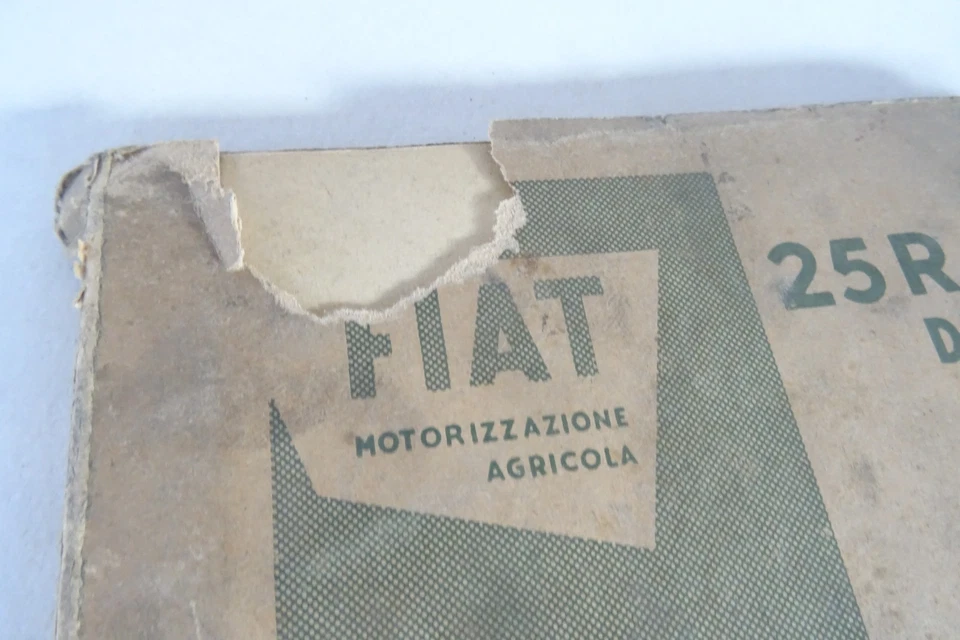 FIAT
MOTORIZZAZIONE
AGRICOLA
25R
D